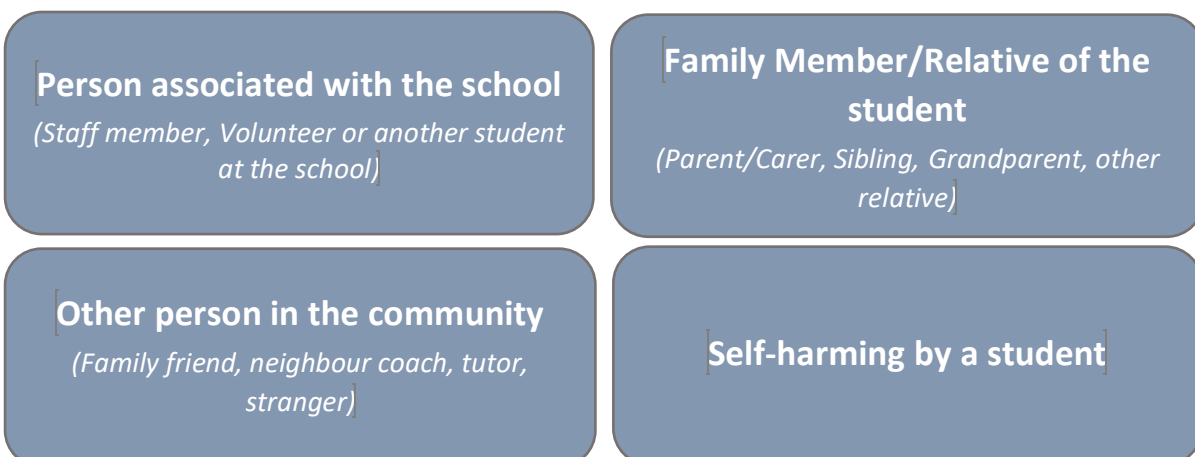 Person associated with the school
(Staff member, Volunteer or another student
at the school)
Family Member/Relative of the
student
(Parent/Carer, Sibling, Grandparent, other
relative)
Other person in the community
(Family friend, neighbour coach, tutor,
stranger)
Self-harming by a student